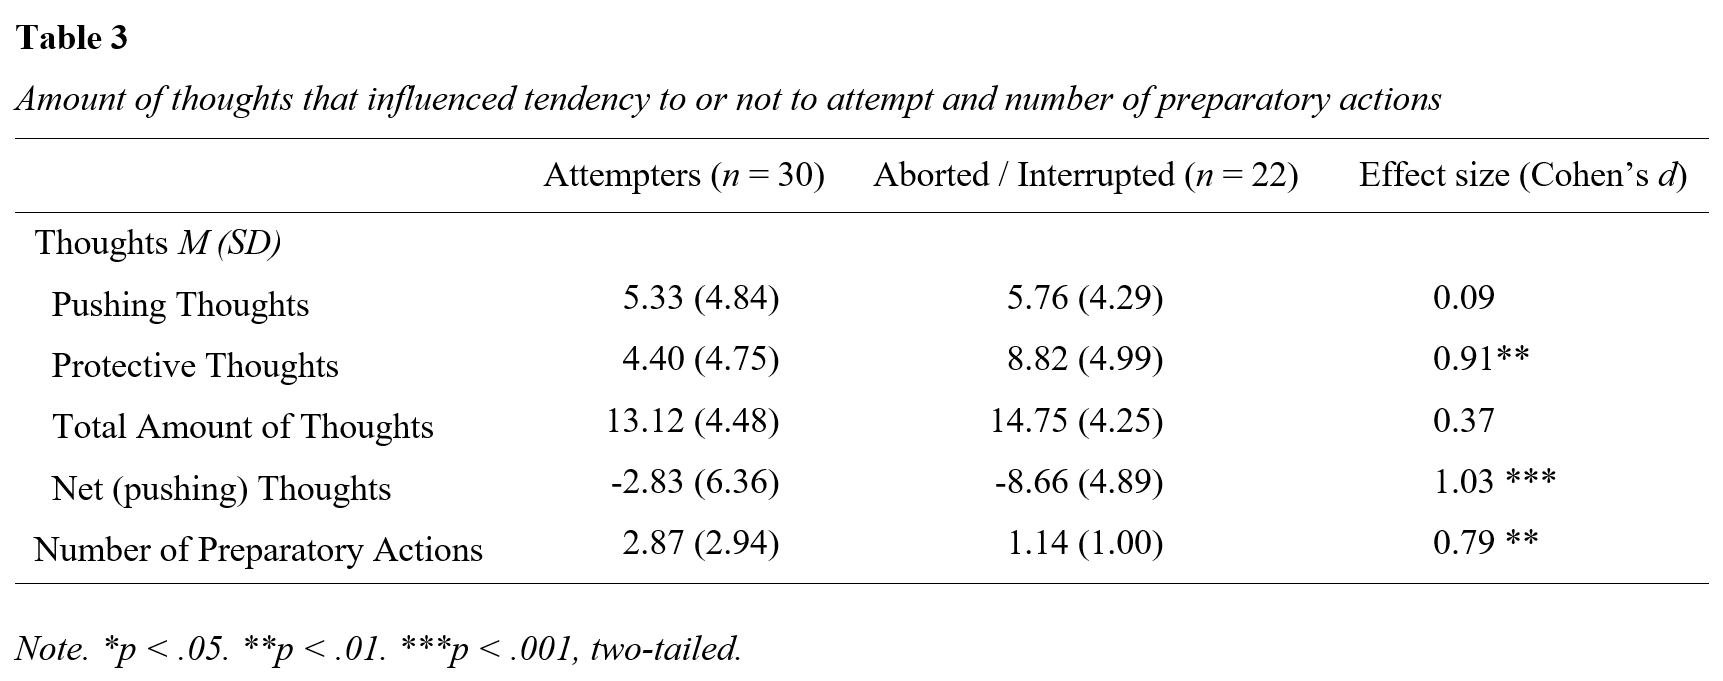 Table 3
Amount of thoughts that influenced tendency to or not to attempt and number of preparatory actions
Attempters (n = 30) Aborted / Interrupted (n = 22) Effect size (Cohen’s d)
Thoughts M (SD)
Pushing Thoughts 5.33 (4.84) 5.76 (4.29) 0.09
Protective Thoughts 4.40 (4.75) 8.82 (4.99) 0.91**
Total Amount of Thoughts 13.12 (4.48) 14.75 (4.25) 0.37
Net (pushing) Thoughts -2.83 (6.36) -8.66 (4.89) 1.03 ***
Number of Preparatory Actions 2.87 (2.94) 1.14 (1.00) 0.79 **
Note. *p < .05. **p < .01. ***p < .001, two-tailed.